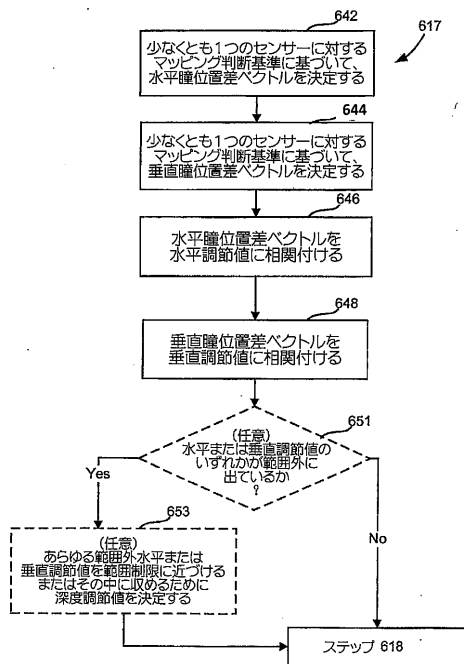 642
617
少なくとも1つのセンサーに対する
マッピング判断基準に基づいて、
水平瞳位置差ベクトルを決定する
644
少なくとも1つのセンサーに対する
マッピング判断基準に基づいて、
垂直瞳位置差ベクトルを決定する
646
水平瞳位置差ベクトルを
水平調節値に相関付ける
648
垂直瞳位置差ベクトルを
垂直調節値に相関付ける
651
(任意)
水平または垂直調節値の
いずれかが範囲外に
出ているか
?
Yes
No
653
(任意)
あらゆる範囲外水平または
垂直調節値を範囲制限に近づける
またはその中に収めるために
深度調節値を決定する
ステップ 618